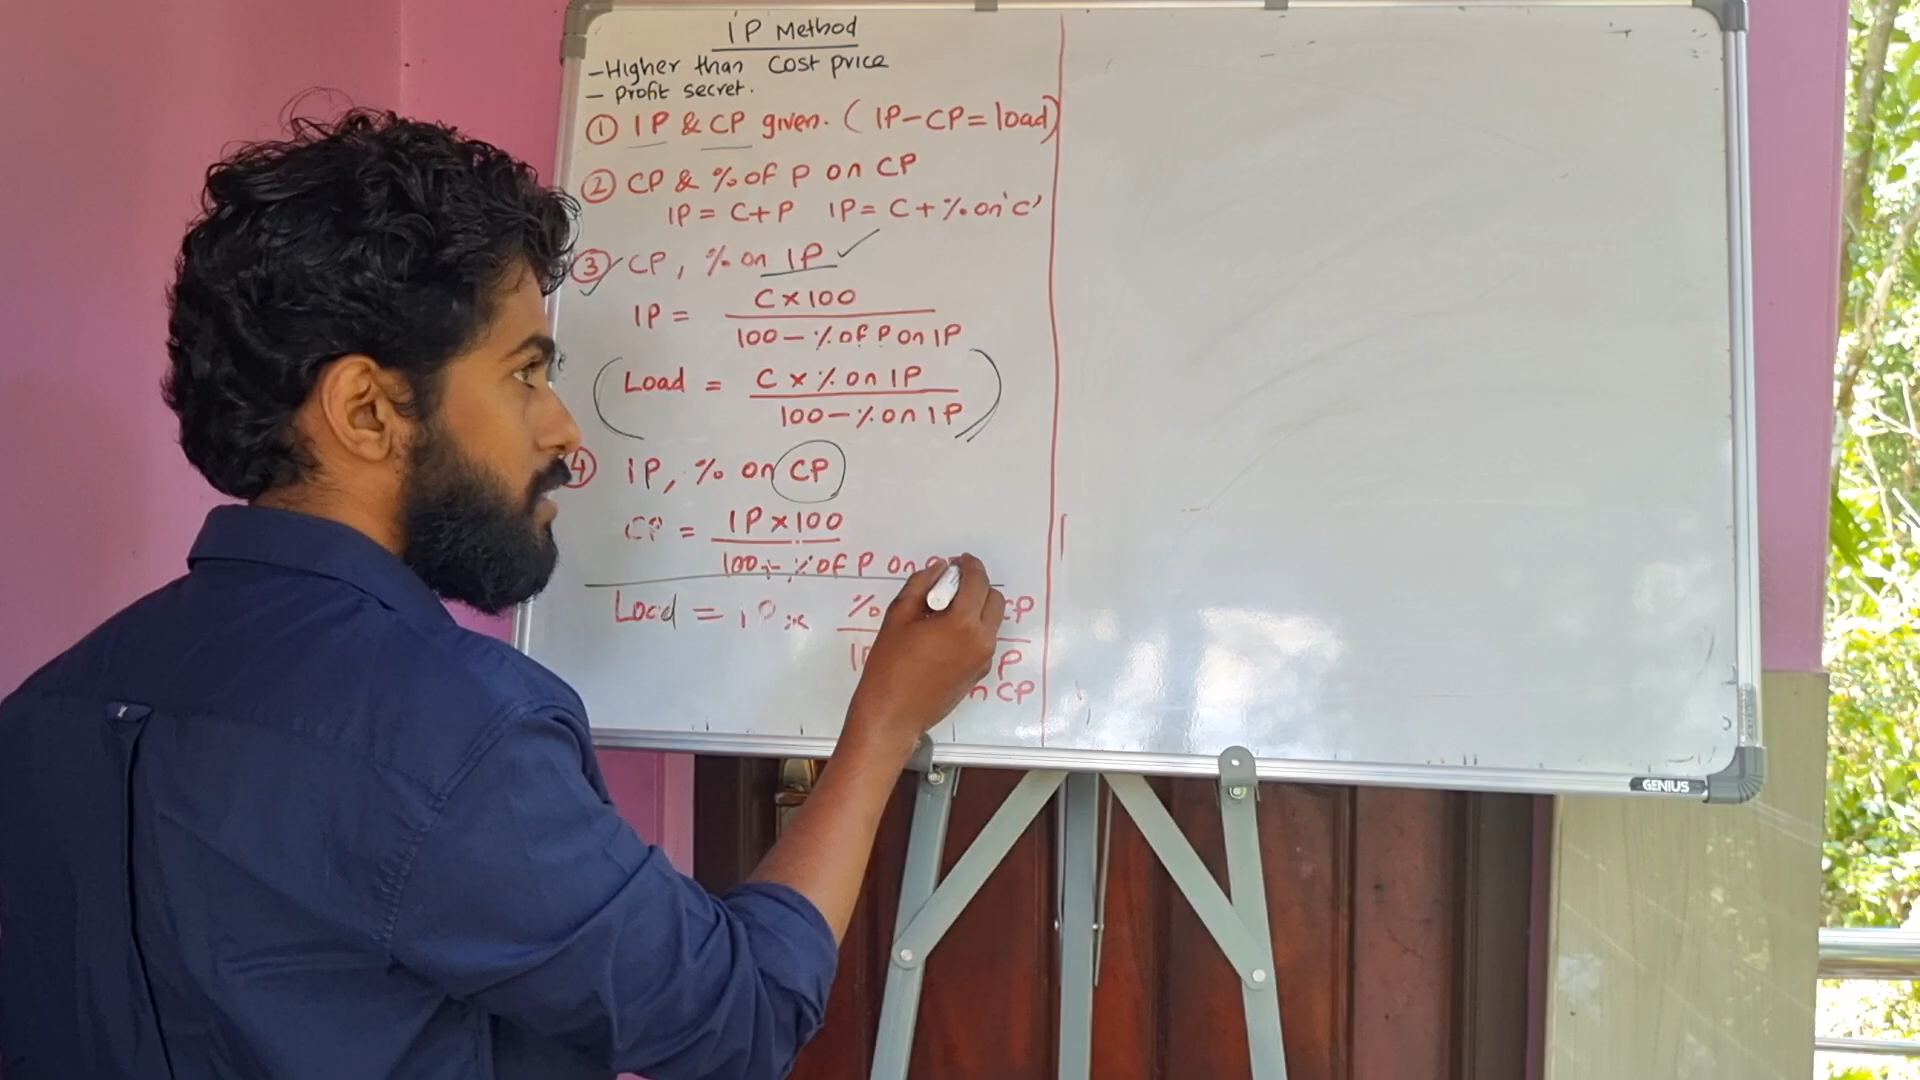 IP Method
- Higher than cost price
- profit secret.
① IP & CP given. (IP-CP=load)
② CP & % of P on CP
IP = C+P IP = C+% on 'C'
③ CP, % on IP ✓
IP = C×100
100-% of P on IP
(Load = C × % on IP
100-% on IP)
④ IP, % on CP
CP = IP×100
100+% of P on
Load = IP × % CP
P
CP
GENIUS